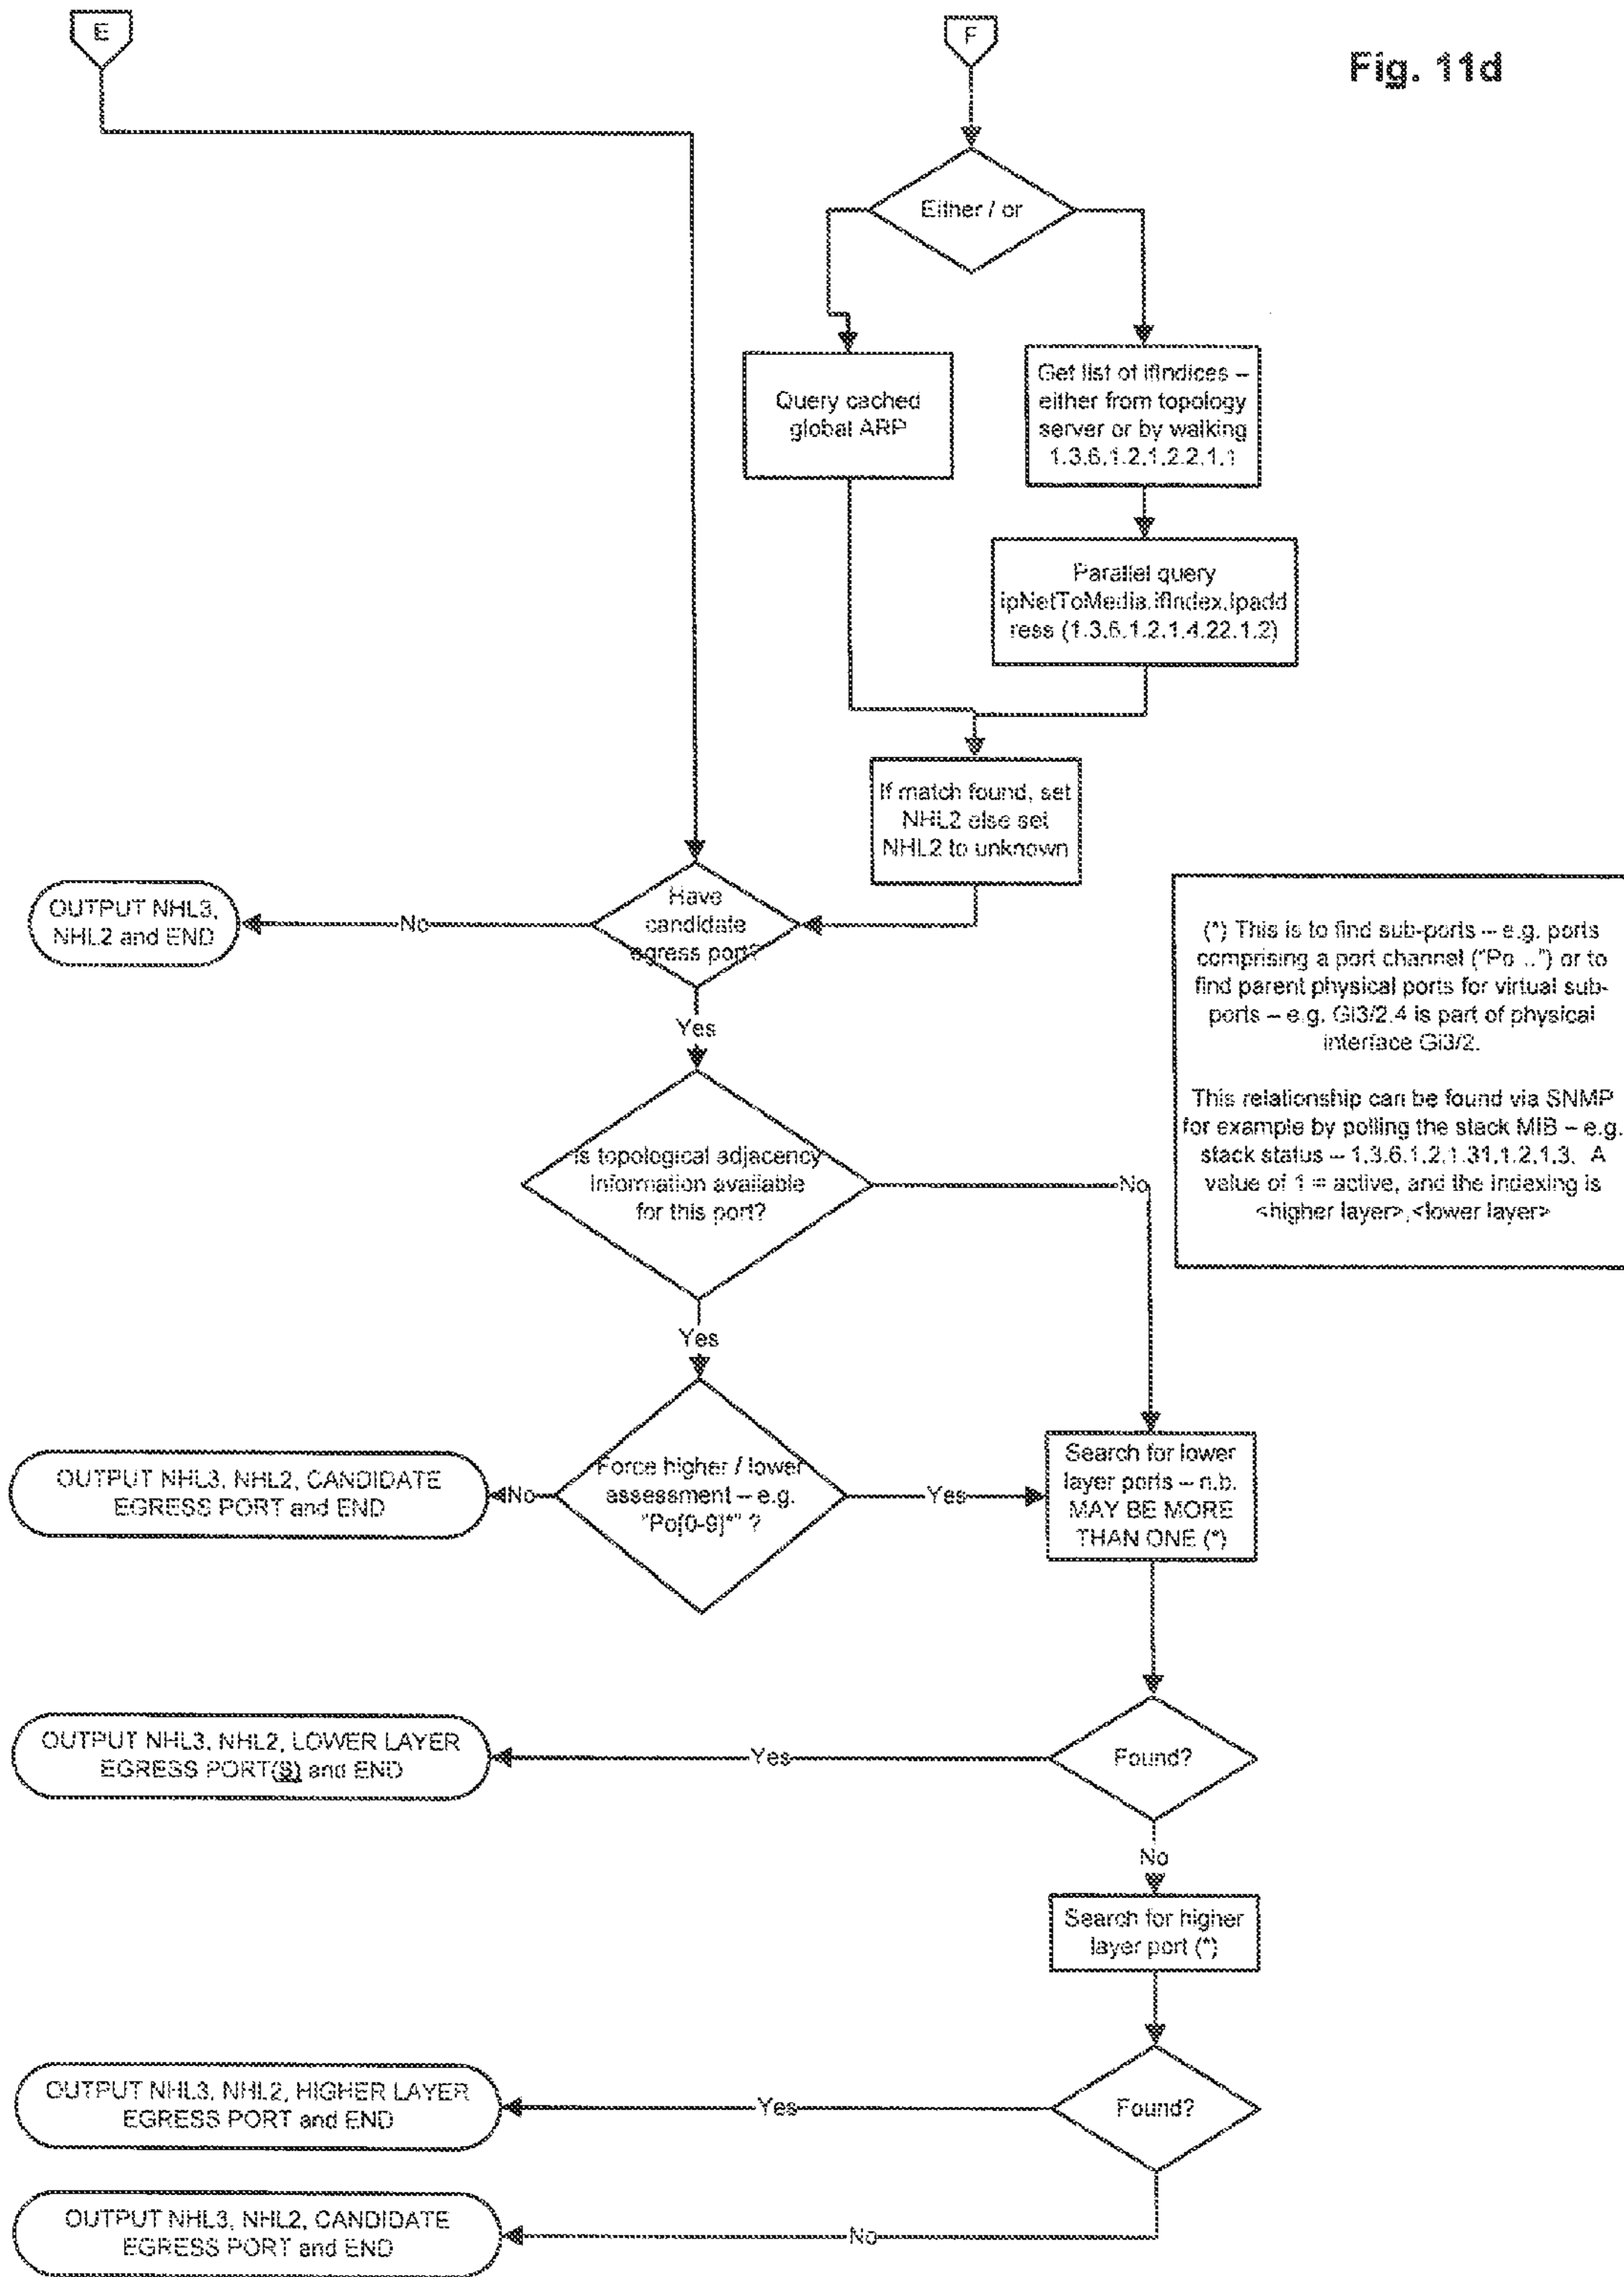 E
F
Fig. 11d
Either / or
Query cached
global ARP
Get list of ifIndices –
either from topology
server or by walking
1.3.6.1.2.1.2.2.1.1
Parallel query
ipNetToMedia.ifIndex.ipadd
ress (1.3.6.1.2.1.4.22.1.2)
If match found, set
NHL2 else set
NHL2 to unknown
Have
candidate
egress port?
No
OUTPUT NHL3,
NHL2 and END
Yes
(*) This is to find sub-ports – e.g. ports
comprising a port channel ("Po ..") or to
find parent physical ports for virtual sub-
ports – e.g. Gi3/2.4 is part of physical
interface Gi3/2.
This relationship can be found via SNMP
for example by polling the stack MIB – e.g.
stack status – 1.3.6.1.2.1.31.1.2.1.3. A
value of 1 = active, and the indexing is
<higher layer>.<lower layer>
Is topological adjacency
information available
for this port?
No
Yes
Force higher / lower
assessment – e.g.
"Po[0-9]*" ?
No
OUTPUT NHL3, NHL2, CANDIDATE
EGRESS PORT and END
Yes
Search for lower
layer ports – n.b.
MAY BE MORE
THAN ONE (*)
Found?
Yes
OUTPUT NHL3, NHL2, LOWER LAYER
EGRESS PORT(S) and END
No
Search for higher
layer port (*)
Found?
Yes
OUTPUT NHL3, NHL2, HIGHER LAYER
EGRESS PORT and END
No
OUTPUT NHL3, NHL2, CANDIDATE
EGRESS PORT and END